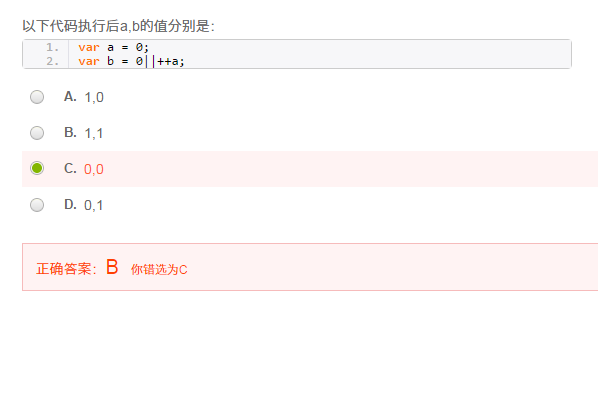 以下代码执行后a,b的值分别是:
1. var a = 0;
2. var b = 0||++a;
A. 1,0
B. 1,1
C. 0,0
D. 0,1
正确答案: B 你错选为C